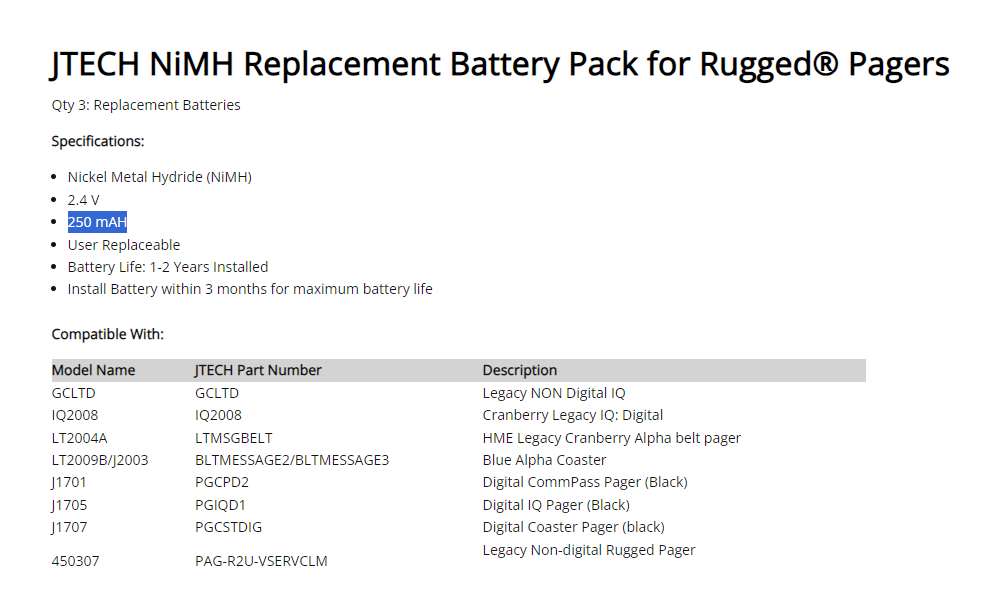 JTECH NiMH Replacement Battery Pack for Rugged® Pagers
Qty 3: Replacement Batteries
Specifications:
Nickel Metal Hydride (NiMH)
2.4 V
250 mAH
User Replaceable
Battery Life: 1-2 Years Installed
Install Battery within 3 months for maximum battery life
Compatible With:
Model Name JTECH Part Number Description
GCLTD GCLTD Legacy NON Digital IQ
IQ2008 IQ2008 Cranberry Legacy IQ: Digital
LT2004A LTMSGBELT HME Legacy Cranberry Alpha belt pager
LT2009B/J2003 BLTMESSAGE2/BLTMESSAGE3 Blue Alpha Coaster
J1701 PGCPD2 Digital CommPass Pager (Black)
J1705 PGIQD1 Digital IQ Pager (Black)
J1707 PGCSTDIG Digital Coaster Pager (black)
450307 PAG-R2U-VSERVCLM Legacy Non-digital Rugged Pager